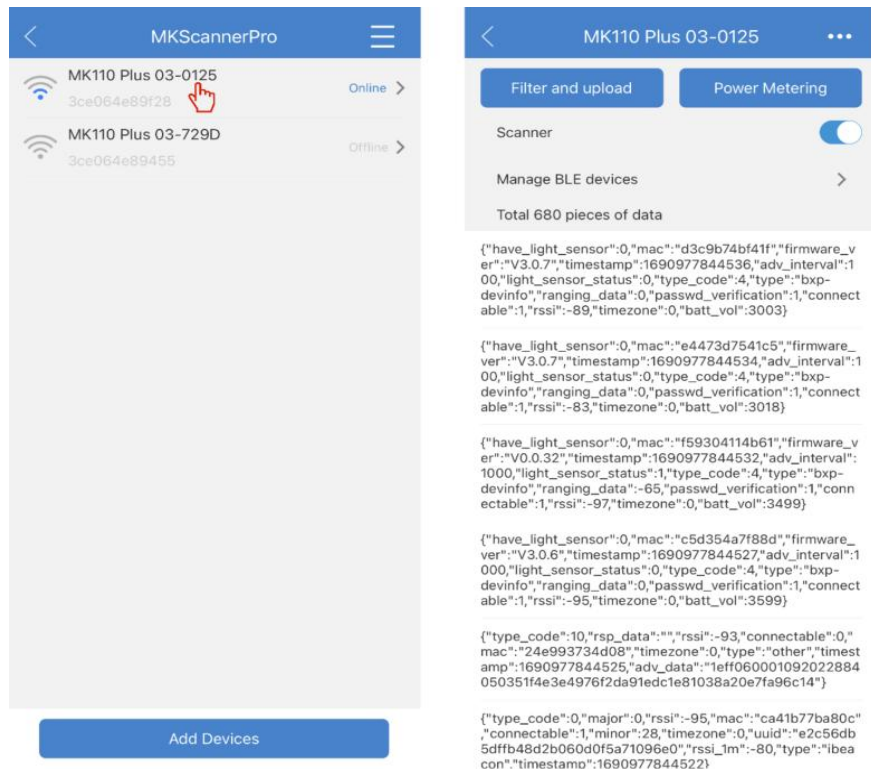 MKScannerPro
MK110 Plus 03-0125
3ce064e89f28
Online
MK110 Plus 03-729D
3ce064e89455
Offline
Add Devices
MK110 Plus 03-0125
Filter and upload
Power Metering
Scanner
Manage BLE devices
Total 680 pieces of data
{"have_light_sensor":0,"mac":"d3c9b74bf41f","firmware_v
er":"V3.0.7","timestamp":1690977844536,"adv_interval":1
00,"light_sensor_status":0,"type_code":4,"type":"bxp-
devinfo","ranging_data":0,"passwd_verification":1,"connect
able":1,"rssi":-89,"timezone":0,"batt_vol":3003}
{"have_light_sensor":0,"mac":"e4473d7541c5","firmware_
ver":"V3.0.7","timestamp":1690977844534,"adv_interval":1
00,"light_sensor_status":0,"type_code":4,"type":"bxp-
devinfo","ranging_data":0,"passwd_verification":1,"connect
able":1,"rssi":-83,"timezone":0,"batt_vol":3018}
{"have_light_sensor":0,"mac":"f59304114b61","firmware_v
er":"V0.0.32","timestamp":1690977844532,"adv_interval":
1000,"light_sensor_status":1,"type_code":4,"type":"bxp-
devinfo","ranging_data":-65,"passwd_verification":1,"conn
ectable":1,"rssi":-97,"timezone":0,"batt_vol":3499}
{"have_light_sensor":0,"mac":"c5d354a7f88d","firmware_
ver":"V3.0.6","timestamp":1690977844527,"adv_interval":1
000,"light_sensor_status":0,"type_code":4,"type":"bxp-
devinfo","ranging_data":0,"passwd_verification":1,"connect
able":1,"rssi":-95,"timezone":0,"batt_vol":3599}
{"type_code":10,"rsp_data":"","rssi":-93,"connectable":0,"
mac":"24e993734d08","timezone":0,"type":"other","timest
amp":1690977844525,"adv_data":"1eff060001092022884
050351f4e3e4976f2da91edc1e81038a20e7fa96c14"}
{"type_code":0,"major":0,"rssi":-95,"mac":"ca41b77ba80c"
,"connectable":1,"minor":28,"timezone":0,"uuid":"e2c56db
5dffb48d2b060d0f5a71096e0","rssi_1m":-80,"type":"ibea
con","timestamp":1690977844522}